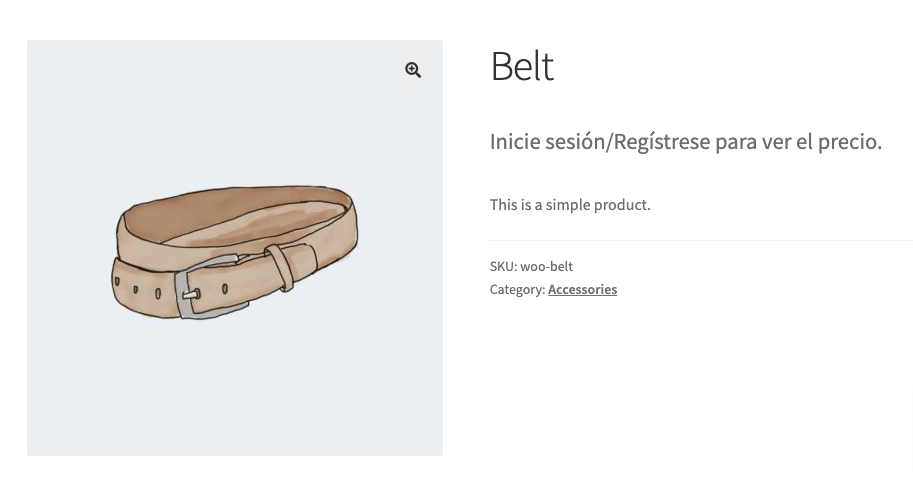 Belt
Inicie sesión/Regístrese para ver el precio.
This is a simple product.
SKU: woo-belt
Category: Accessories